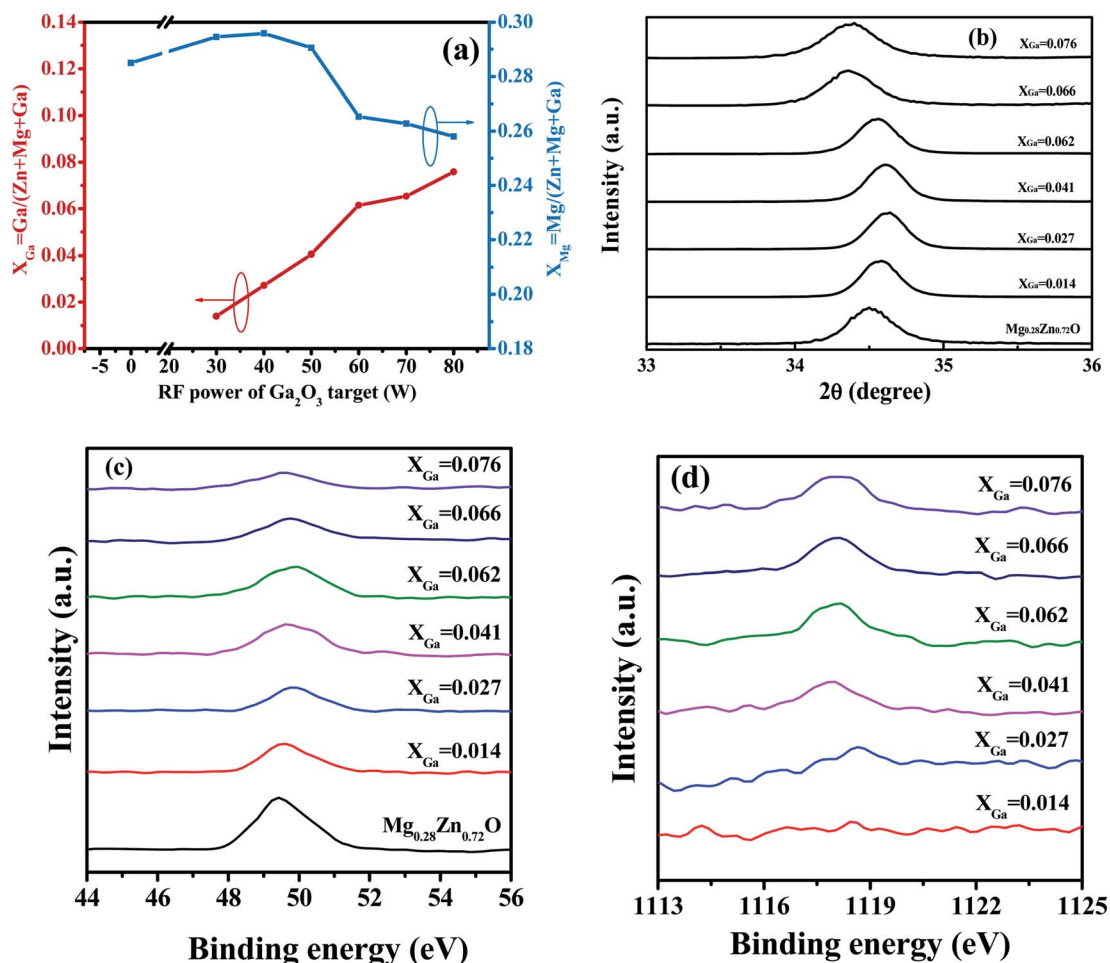 (a)
X_Ga=Ga/(Zn+Mg+Ga)
0.14
0.12
0.10
0.08
0.06
0.04
0.02
0.00
0.30
0.28
0.26
0.24
0.22
0.20
0.18
X_Mg=Mg/(Zn+Mg+Ga)
-5 0 20 30 40 50 60 70 80
RF power of Ga₂O₃ target (W)
(b)
Intensity (a.u.)
X_Ga=0.076
X_Ga=0.066
X_Ga=0.062
X_Ga=0.041
X_Ga=0.027
X_Ga=0.014
Mg₀.₂₈Zn₀.₇₂O
33 34 35 36
2θ (degree)
(c)
Intensity (a.u.)
X_Ga=0.076
X_Ga=0.066
X_Ga=0.062
X_Ga=0.041
X_Ga=0.027
X_Ga=0.014
Mg₀.₂₈Zn₀.₇₂O
44 46 48 50 52 54 56
Binding energy (eV)
(d)
Intensity (a.u.)
X_Ga=0.076
X_Ga=0.066
X_Ga=0.062
X_Ga=0.041
X_Ga=0.027
X_Ga=0.014
1113 1116 1119 1122 1125
Binding energy (eV)